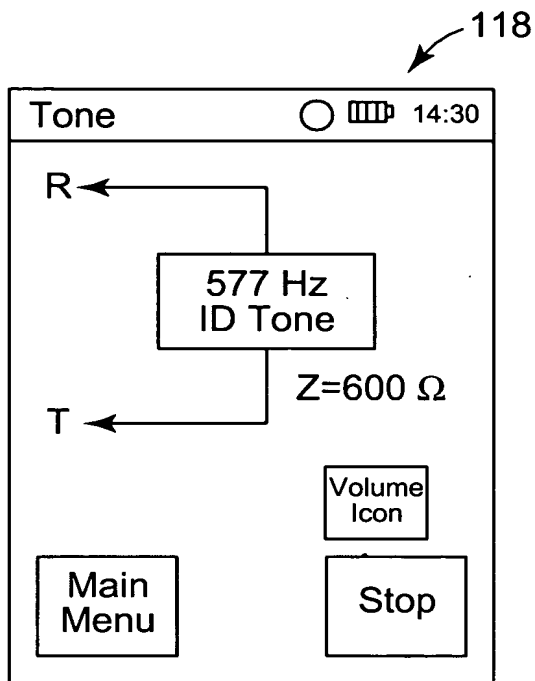 118
Tone 14:30
R
577 Hz
ID Tone
Z=600 Ω
T
Volume
Icon
Main
Menu
Stop